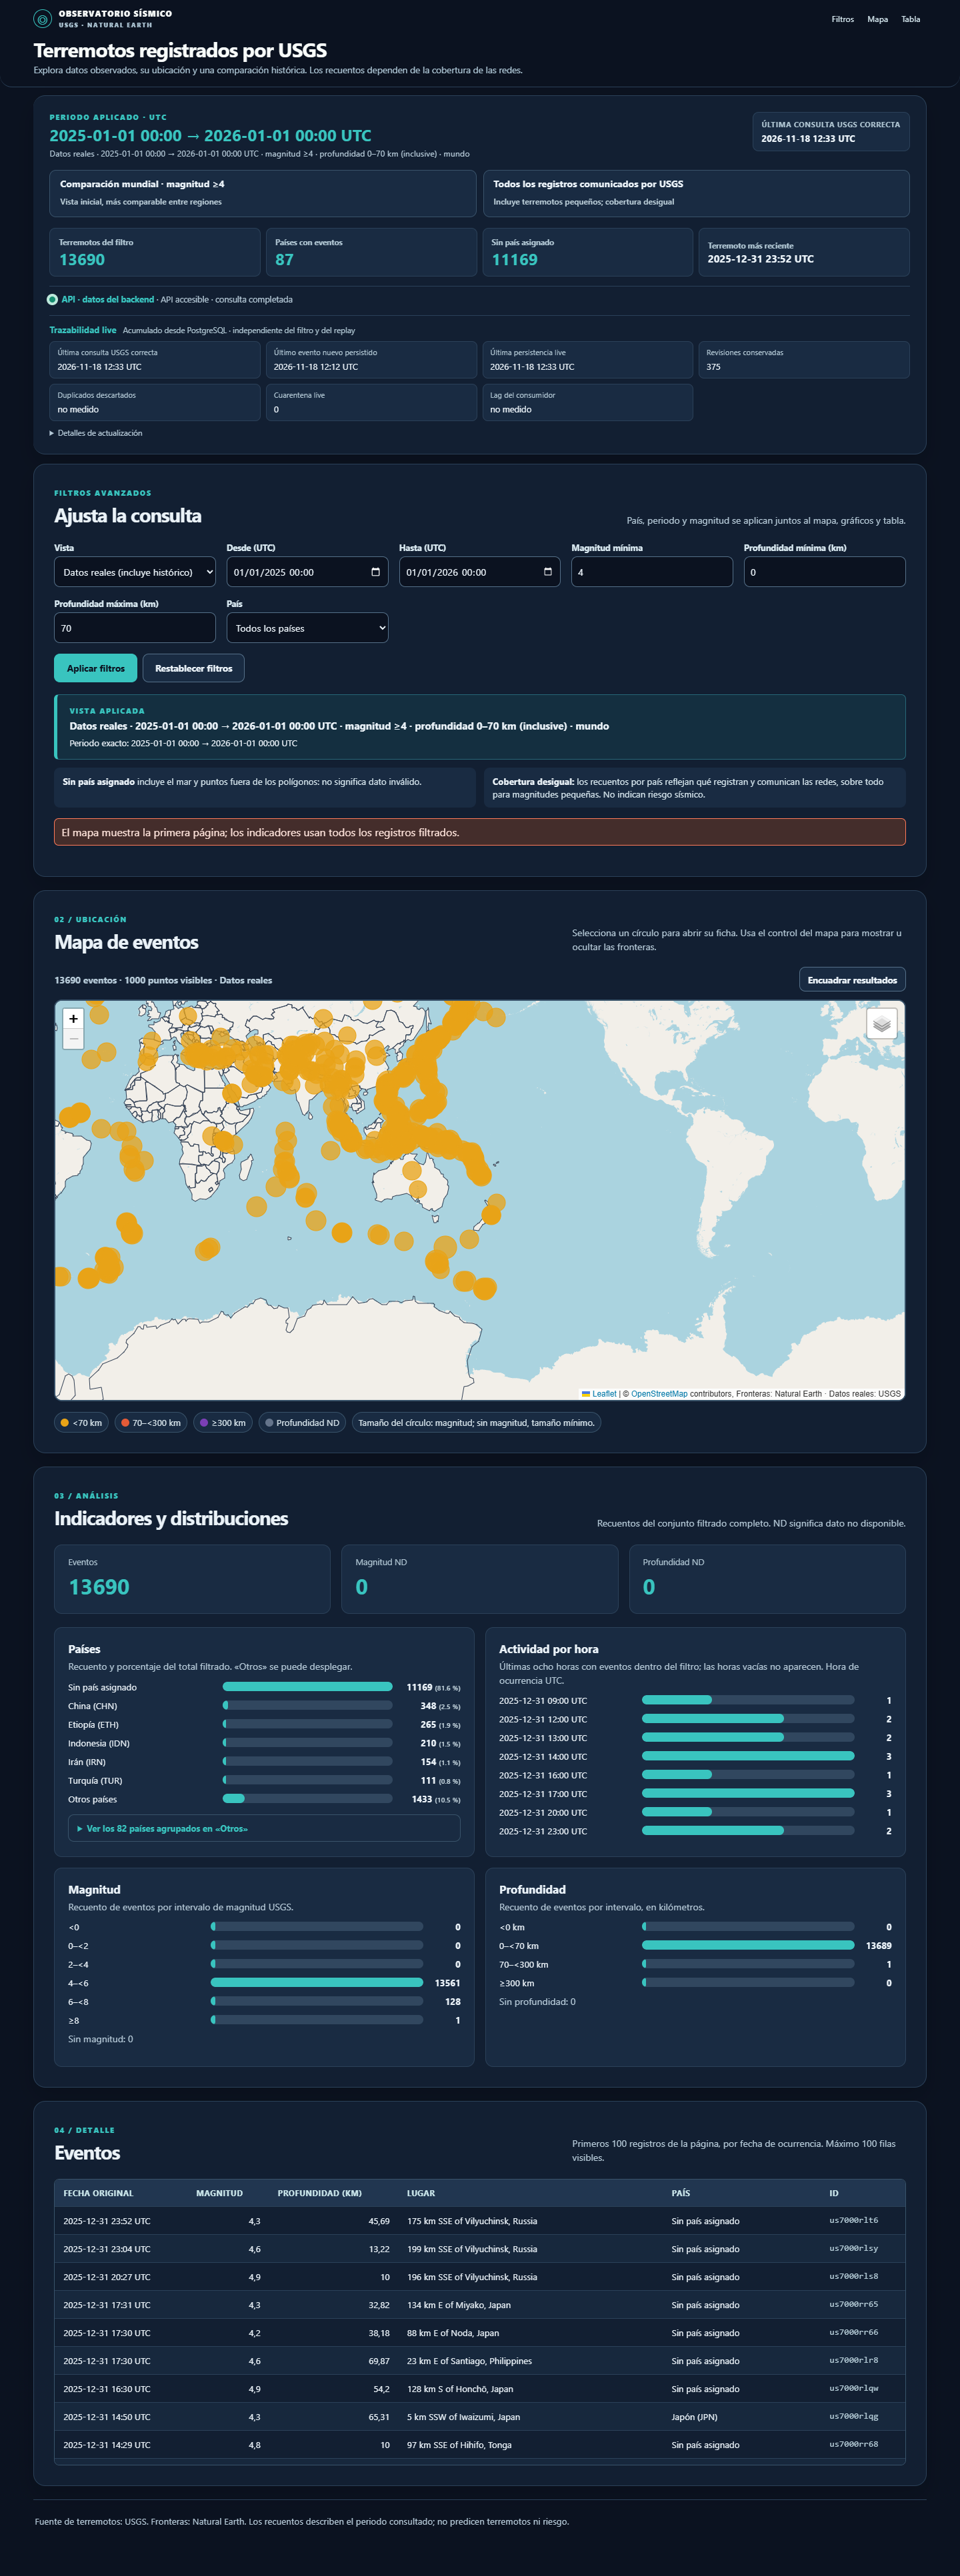 OBSERVATORIO SÍSMICO
USGS · NATURAL EARTH
Filtros
Mapa
Tabla
Terremotos registrados por USGS
Explora datos observados, su ubicación y una comparación histórica. Los recuentos dependen de la cobertura de las redes.
PERIODO APLICADO · UTC
2025-01-01 00:00 → 2026-01-01 00:00 UTC
Datos reales · 2025-01-01 00:00 → 2026-01-01 00:00 UTC · magnitud ≥4 · profundidad 0–70 km (inclusive) · mundo
ÚLTIMA CONSULTA USGS CORRECTA
2026-11-18 12:33 UTC
Comparación mundial · magnitud ≥4
Vista inicial, más comparable entre regiones
Todos los registros comunicados por USGS
Incluye terremotos pequeños; cobertura desigual
Terremotos del filtro
13690
Países con eventos
87
Sin país asignado
11169
Terremoto más reciente
2025-12-31 23:52 UTC
API · datos del backend · API accesible · consulta completada
Trazabilidad live Acumulado desde PostgreSQL · independiente del filtro y del replay
Última consulta USGS correcta
2026-11-18 12:33 UTC
Último evento nuevo persistido
2026-11-18 12:12 UTC
Última persistencia live
2026-11-18 12:33 UTC
Revisiones conservadas
375
Duplicados descartados
no medido
Cuarentena live
0
Lag del consumidor
no medido
▶ Detalles de actualización
FILTROS AVANZADOS
Ajusta la consulta
País, periodo y magnitud se aplican juntos al mapa, gráficos y tabla.
Vista
Datos reales (incluye histórico)
Desde (UTC)
01/01/2025 00:00
Hasta (UTC)
01/01/2026 00:00
Magnitud mínima
4
Profundidad mínima (km)
0
Profundidad máxima (km)
70
País
Todos los países
Aplicar filtros
Restablecer filtros
VISTA APLICADA
Datos reales · 2025-01-01 00:00 → 2026-01-01 00:00 UTC · magnitud ≥4 · profundidad 0–70 km (inclusive) · mundo
Periodo exacto: 2025-01-01 00:00 → 2026-01-01 00:00 UTC
Sin país asignado incluye el mar y puntos fuera de los polígonos: no significa dato inválido.
Cobertura desigual: los recuentos por país reflejan qué registran y comunican las redes, sobre todo
para magnitudes pequeñas. No indican riesgo sísmico.
El mapa muestra la primera página; los indicadores usan todos los registros filtrados.
02 / UBICACIÓN
Mapa de eventos
Selecciona un círculo para abrir su ficha. Usa el control del mapa para mostrar u
ocultar las fronteras.
13690 eventos · 1000 puntos visibles · Datos reales
Encuadrar resultados
+
−
Leaflet | © OpenStreetMap contributors, Fronteras: Natural Earth · Datos reales: USGS
<70 km
70–<300 km
≥300 km
Profundidad ND
Tamaño del círculo: magnitud; sin magnitud, tamaño mínimo.
03 / ANÁLISIS
Indicadores y distribuciones
Recuentos del conjunto filtrado completo. ND significa dato no disponible.
Eventos
13690
Magnitud ND
0
Profundidad ND
0
Países
Recuento y porcentaje del total filtrado. «Otros» se puede desplegar.
Sin país asignado 11169 (81.6 %)
China (CHN) 348 (2.5 %)
Etiopía (ETH) 265 (1.9 %)
Indonesia (IDN) 210 (1.5 %)
Irán (IRN) 154 (1.1 %)
Turquía (TUR) 111 (0.8 %)
Otros países 1433 (10.5 %)
▶ Ver los 82 países agrupados en «Otros»
Actividad por hora
Últimas ocho horas con eventos dentro del filtro; las horas vacías no aparecen. Hora de
ocurrencia UTC.
2025-12-31 09:00 UTC 1
2025-12-31 12:00 UTC 2
2025-12-31 13:00 UTC 2
2025-12-31 14:00 UTC 3
2025-12-31 16:00 UTC 1
2025-12-31 17:00 UTC 3
2025-12-31 20:00 UTC 1
2025-12-31 23:00 UTC 2
Magnitud
Recuento de eventos por intervalo de magnitud USGS.
<0 0
0–<2 0
2–<4 0
4–<6 13561
6–<8 128
≥8 1
Sin magnitud: 0
Profundidad
Recuento de eventos por intervalo, en kilómetros.
<0 km 0
0–<70 km 13689
70–<300 km 1
≥300 km 0
Sin profundidad: 0
04 / DETALLE
Eventos
Primeros 100 registros de la página, por fecha de ocurrencia. Máximo 100 filas
visibles.
FECHA ORIGINAL MAGNITUD PROFUNDIDAD (KM) LUGAR PAÍS ID
2025-12-31 23:52 UTC 4,3 45,69 175 km SSE of Vilyuchinsk, Russia Sin país asignado us7000rlt6
2025-12-31 23:04 UTC 4,6 13,22 199 km SSE of Vilyuchinsk, Russia Sin país asignado us7000rlsy
2025-12-31 20:27 UTC 4,9 10 196 km SSE of Vilyuchinsk, Russia Sin país asignado us7000rls8
2025-12-31 17:31 UTC 4,3 32,82 134 km E of Miyako, Japan Sin país asignado us7000rr65
2025-12-31 17:30 UTC 4,2 38,18 88 km E of Noda, Japan Sin país asignado us7000rr66
2025-12-31 17:30 UTC 4,6 69,87 23 km E of Santiago, Philippines Sin país asignado us7000rlr8
2025-12-31 16:30 UTC 4,9 54,2 128 km S of Honchō, Japan Sin país asignado us7000rlqw
2025-12-31 14:50 UTC 4,3 65,31 5 km SSW of Iwaizumi, Japan Japón (JPN) us7000rlqg
2025-12-31 14:29 UTC 4,8 10 97 km SSE of Hihifo, Tonga Sin país asignado us7000rr68
Fuente de terremotos: USGS. Fronteras: Natural Earth. Los recuentos describen el periodo consultado; no predicen terremotos ni riesgo.